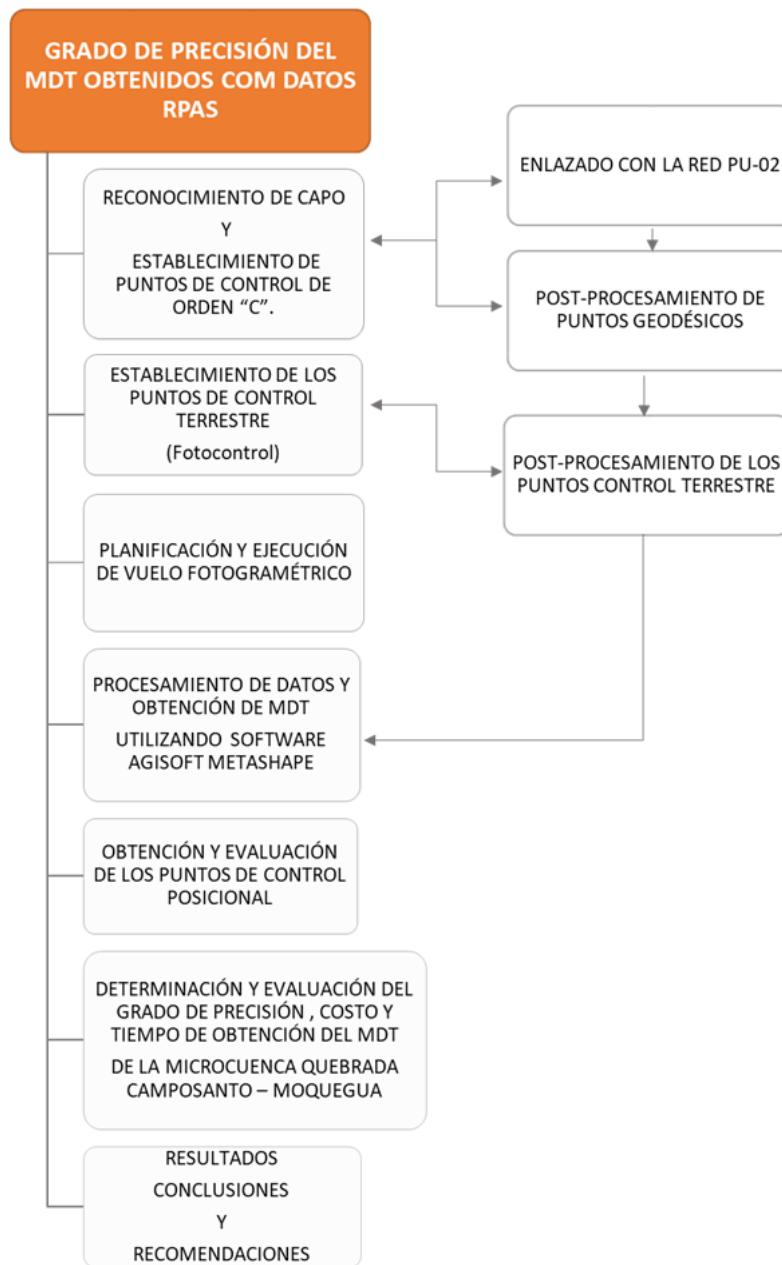 GRADO DE PRECISIÓN DEL
MDT OBTENIDOS COM DATOS
RPAS
RECONOCIMIENTO DE CAPO
Y
ESTABLECIMIENTO DE
PUNTOS DE CONTROL DE
ORDEN “C”.
ENLAZADO CON LA RED PU-02
POST-PROCESAMIENTO DE
PUNTOS GEODÉSICOS
ESTABLECIMIENTO DE LOS
PUNTOS DE CONTROL
TERRESTRE
(Fotocontrol)
POST-PROCESAMIENTO DE LOS
PUNTOS CONTROL TERRESTRE
PLANIFICACIÓN Y EJECUCIÓN
DE VUELO FOTOGRAMÉTRICO
PROCESAMIENTO DE DATOS Y
OBTENCIÓN DE MDT
UTILIZANDO SOFTWARE
AGISOFT METASHAPE
OBTENCIÓN Y EVALUACIÓN
DE LOS PUNTOS DE CONTROL
POSICIONAL
DETERMINACIÓN Y EVALUACIÓN DEL
GRADO DE PRECISIÓN , COSTO Y
TIEMPO DE OBTENCIÓN DEL MDT
DE LA MICROCUENCA QUEBRADA
CAMPOSANTO – MOQUEGUA
RESULTADOS
CONCLUSIONES
Y
RECOMENDACIONES